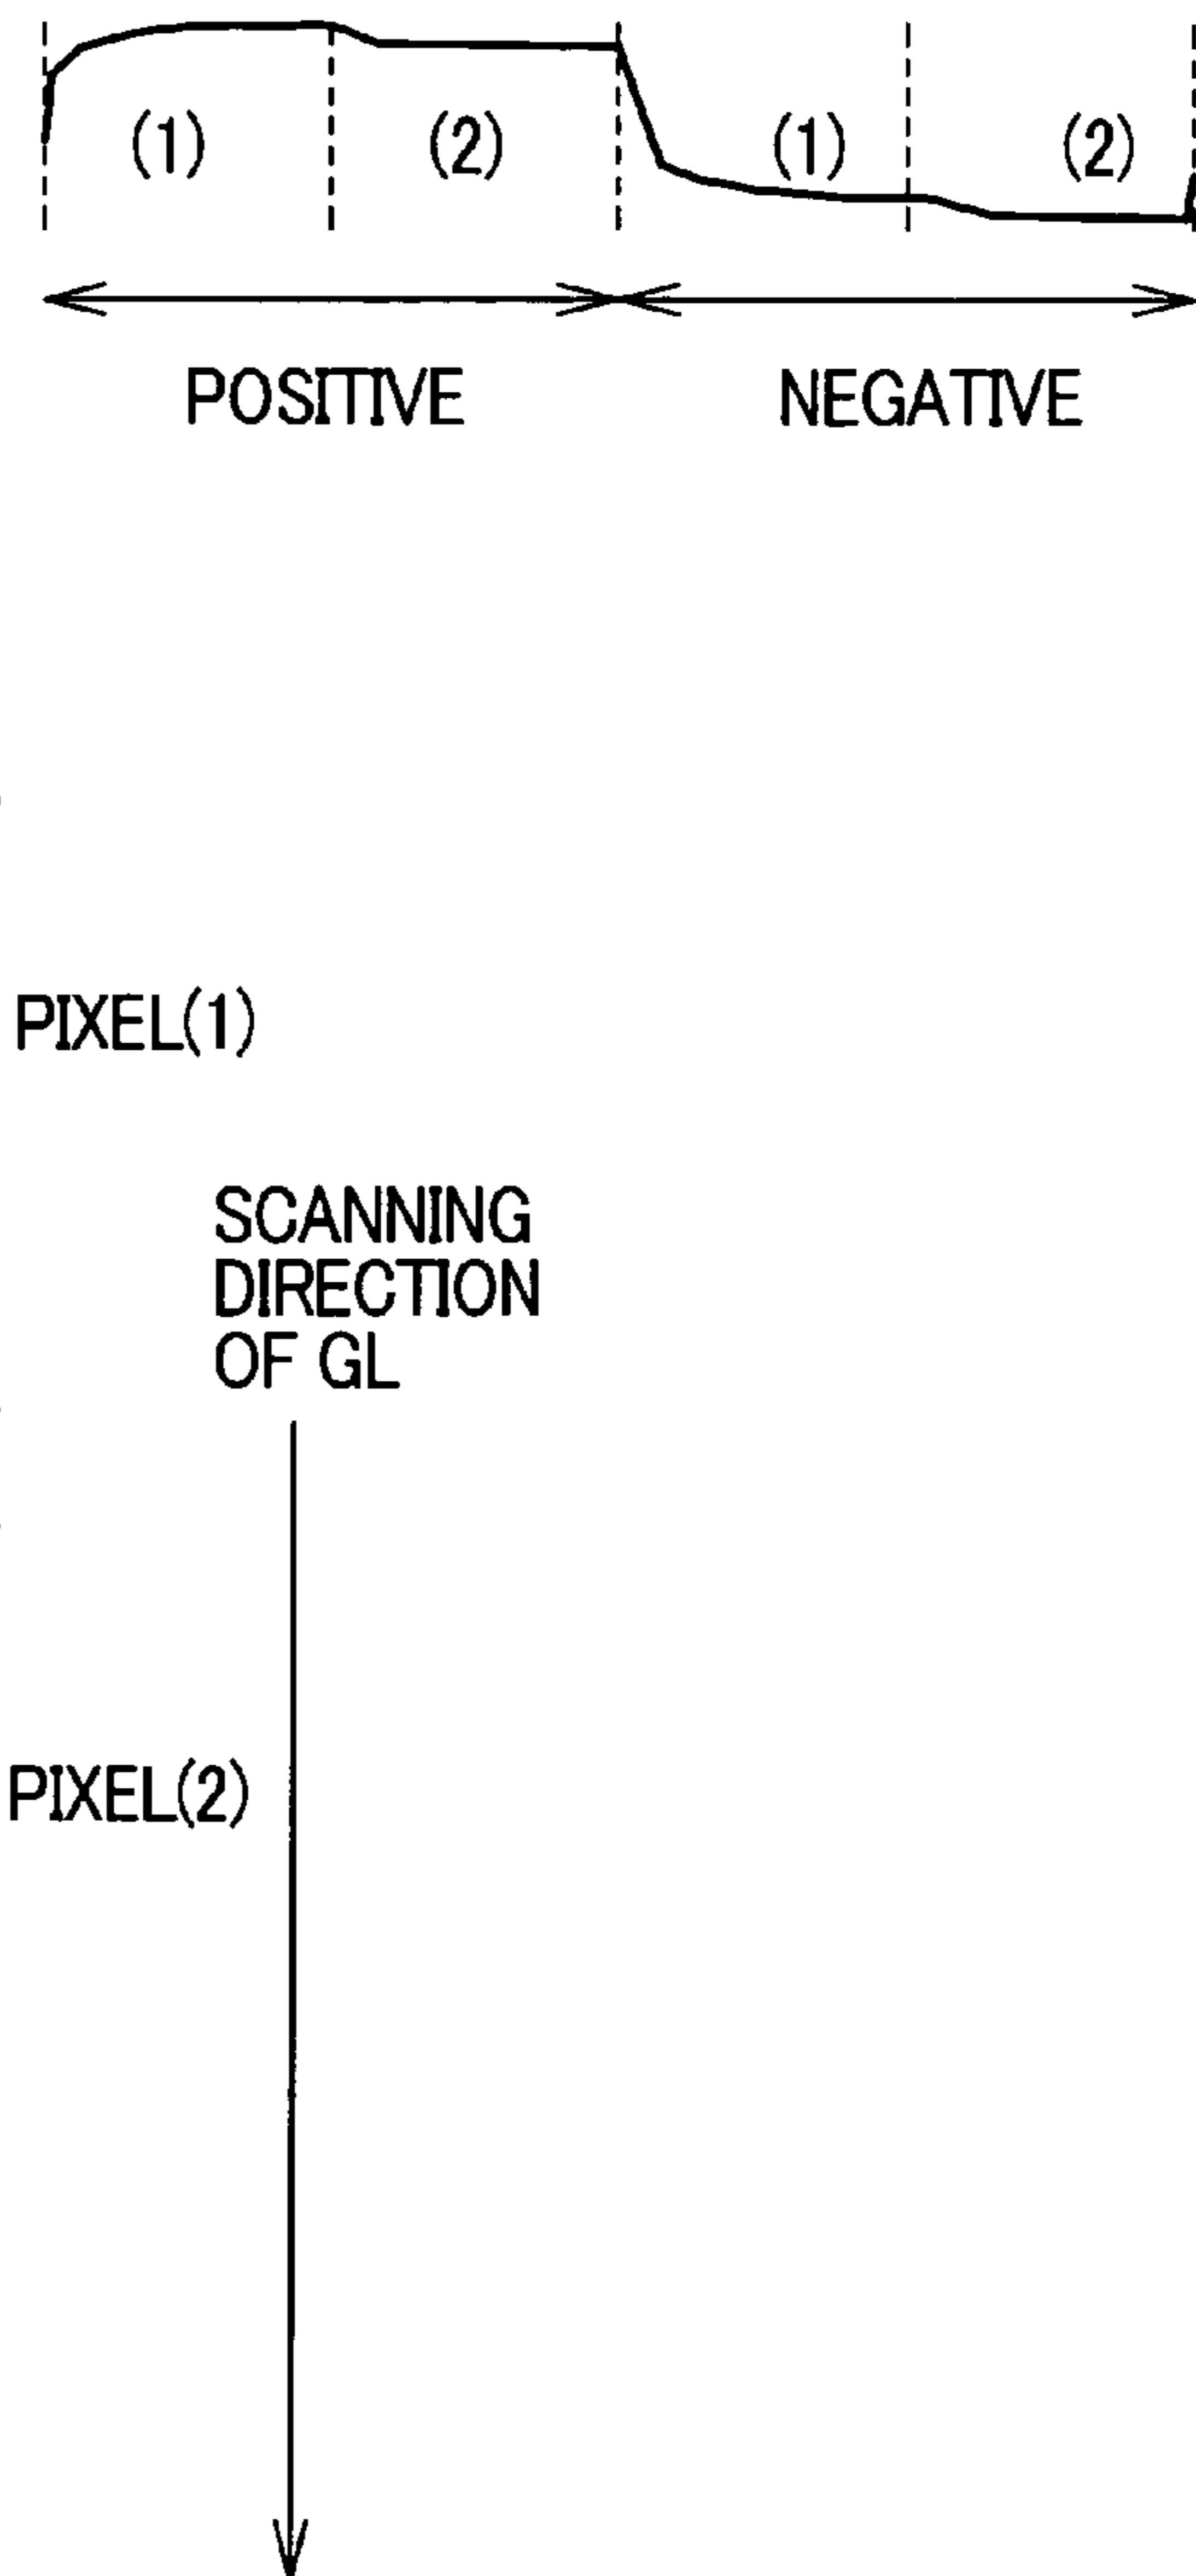 (1) (2) (1) (2)
POSITIVE NEGATIVE
PIXEL(1)
SCANNING
DIRECTION
OF GL
PIXEL(2)